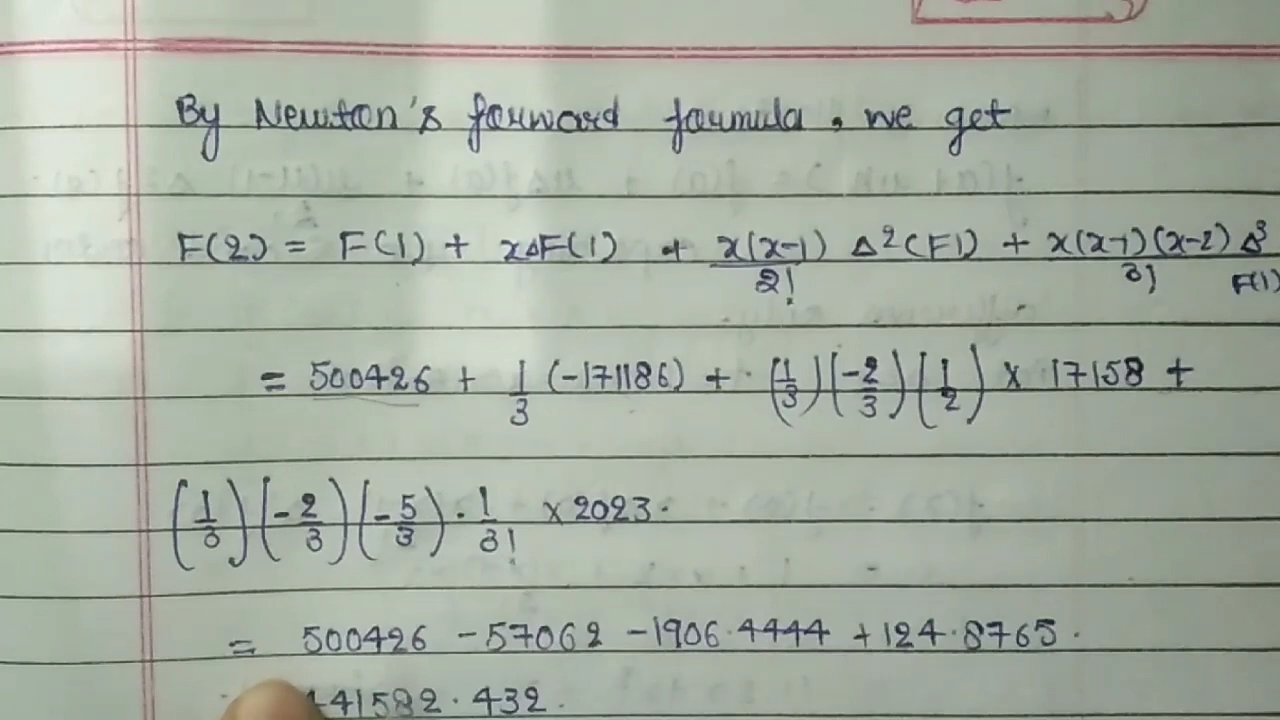 By Newton's forward formula, we get
F(2) = F(1) + xΔF(1) + x(x-1)/2! Δ²(F1) + x(x-1)(x-2)/3! Δ³ F(1)
= 500426 + 1/3 (-171186) + (1/3)(-2/3)(1/2) × 17158 +
(1/3)(-2/3)(-5/3) · 1/3! × 2023.
= 500426 - 57062 - 1906.4444 + 124.8765.
441582.432.